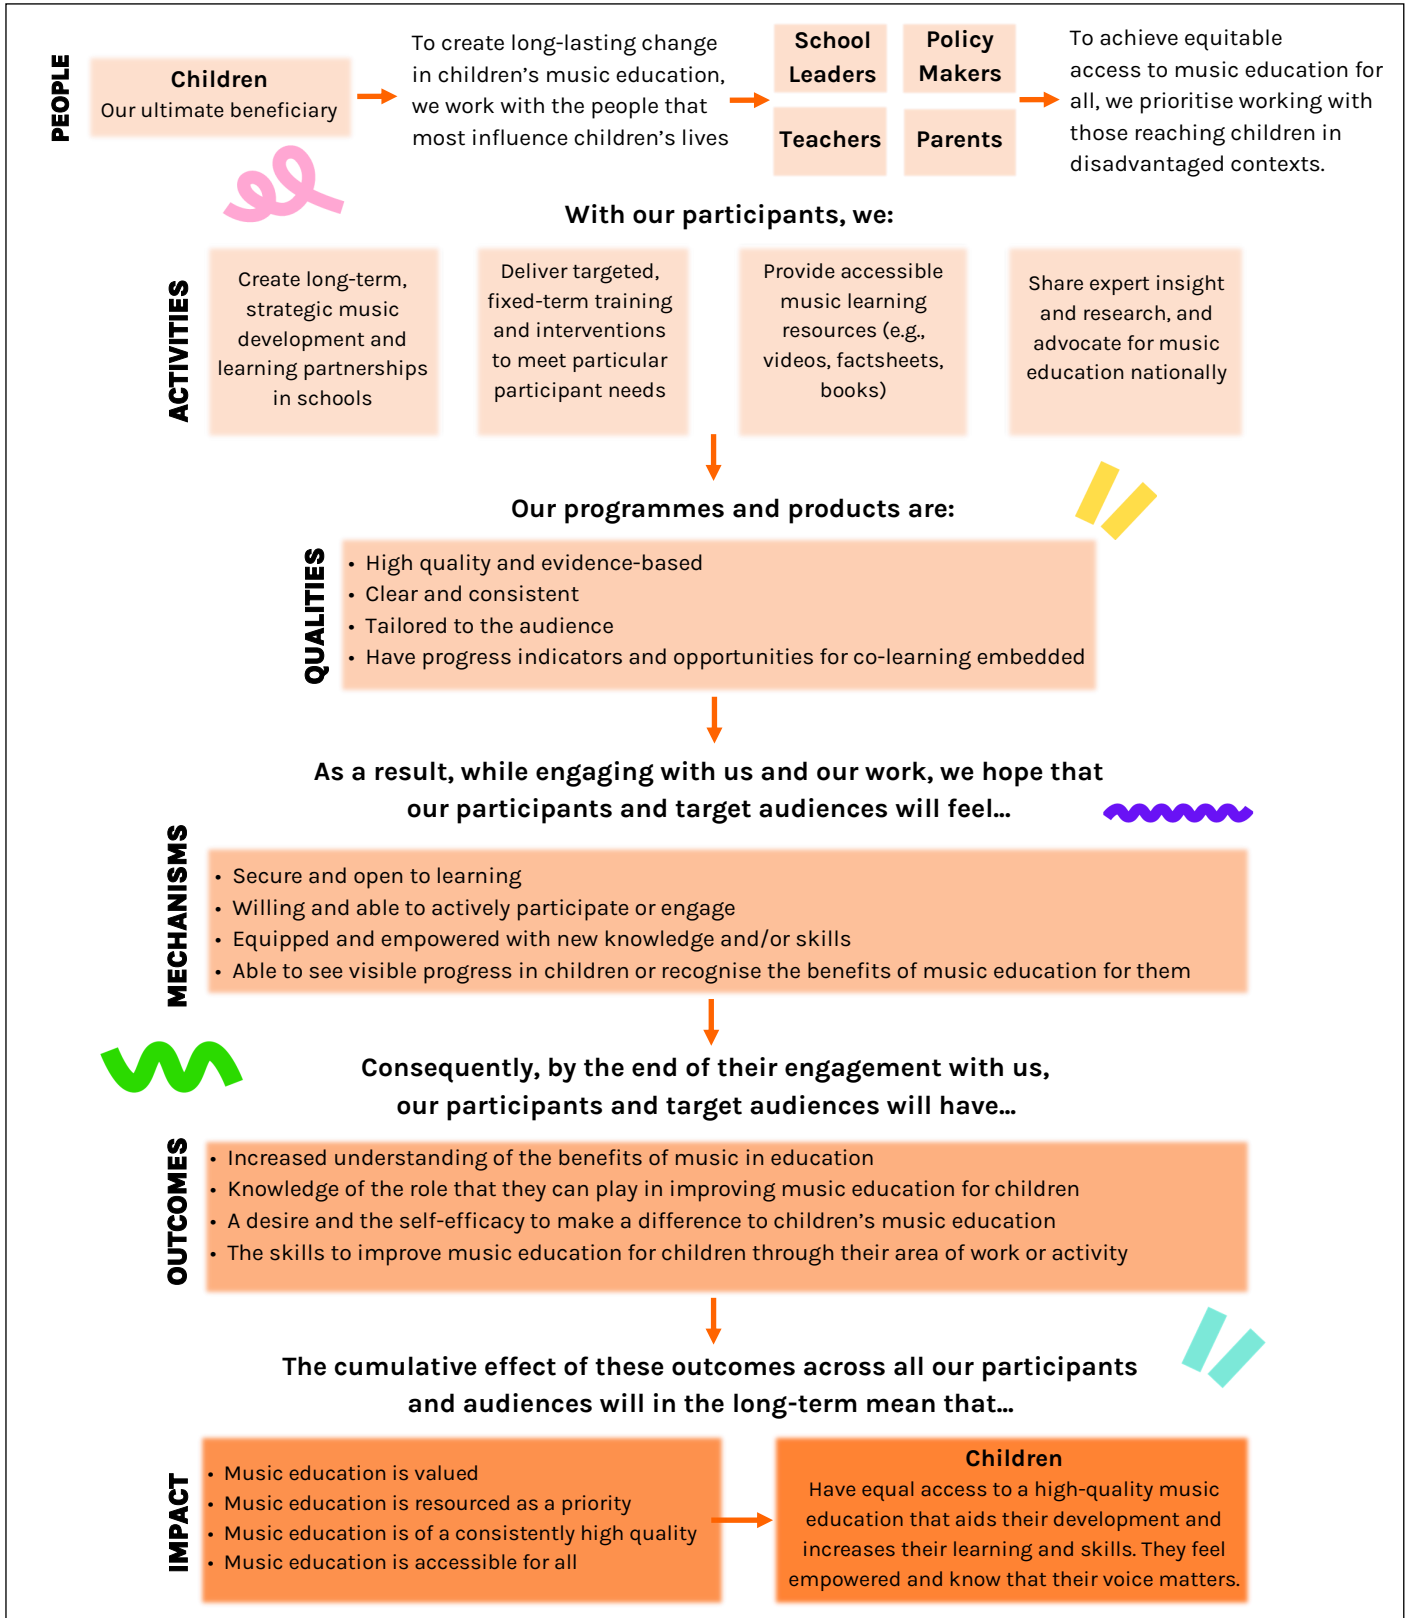 PEOPLE
Children
Our ultimate beneficiary
To create long-lasting change
in children's music education,
we work with the people that
most influence children's lives
School
Leaders
Policy
Makers
Teachers
Parents
To achieve equitable
access to music education for
all, we prioritise working with
those reaching children in
disadvantaged contexts.
With our participants, we:
ACTIVITIES
Create long-term,
strategic music
development and
learning partnerships
in schools
Deliver targeted,
fixed-term training
and interventions
to meet particular
participant needs
Provide accessible
music learning
resources (e.g.,
videos, factsheets,
books)
Share expert insight
and research, and
advocate for music
education nationally
Our programmes and products are:
QUALITIES
• High quality and evidence-based
• Clear and consistent
• Tailored to the audience
• Have progress indicators and opportunities for co-learning embedded
As a result, while engaging with us and our work, we hope that
our participants and target audiences will feel...
MECHANISMS
• Secure and open to learning
• Willing and able to actively participate or engage
• Equipped and empowered with new knowledge and/or skills
• Able to see visible progress in children or recognise the benefits of music education for them
Consequently, by the end of their engagement with us,
our participants and target audiences will have...
OUTCOMES
• Increased understanding of the benefits of music in education
• Knowledge of the role that they can play in improving music education for children
• A desire and the self-efficacy to make a difference to children's music education
• The skills to improve music education for children through their area of work or activity
The cumulative effect of these outcomes across all our participants
and audiences will in the long-term mean that...
IMPACT
• Music education is valued
• Music education is resourced as a priority
• Music education is of a consistently high quality
• Music education is accessible for all
Children
Have equal access to a high-quality music
education that aids their development and
increases their learning and skills. They feel
empowered and know that their voice matters.